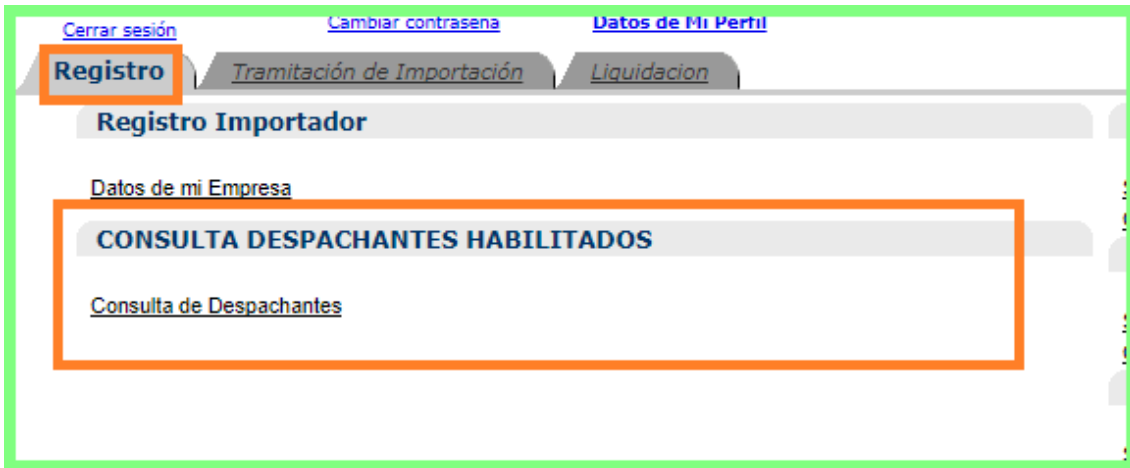 Cerrar sesión Cambiar contraseña Datos de Mi Perfil
Registro Tramitación de Importación Liquidacion
Registro Importador
Datos de mi Empresa
CONSULTA DESPACHANTES HABILITADOS
Consulta de Despachantes